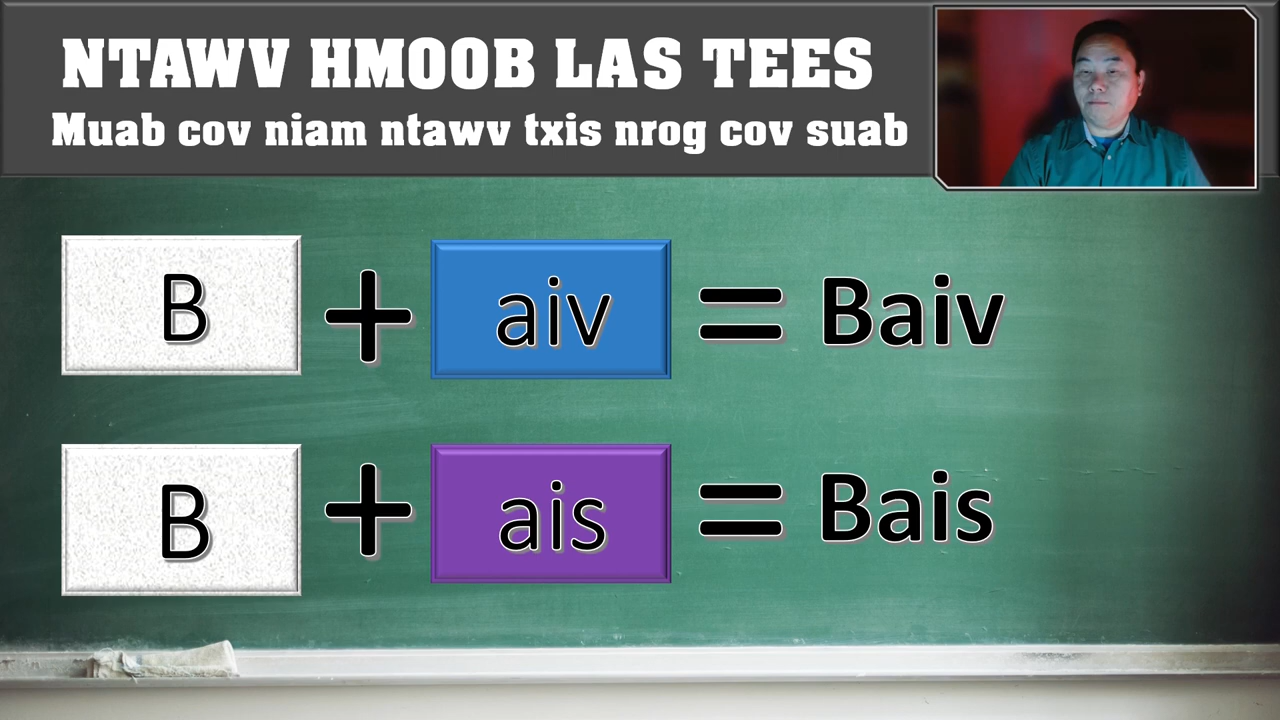 NTAWV HMOOB LAS TEES
Muab cov niam ntawv txis nrog cov suab
B + aiv = Baiv
B + ais = Bais